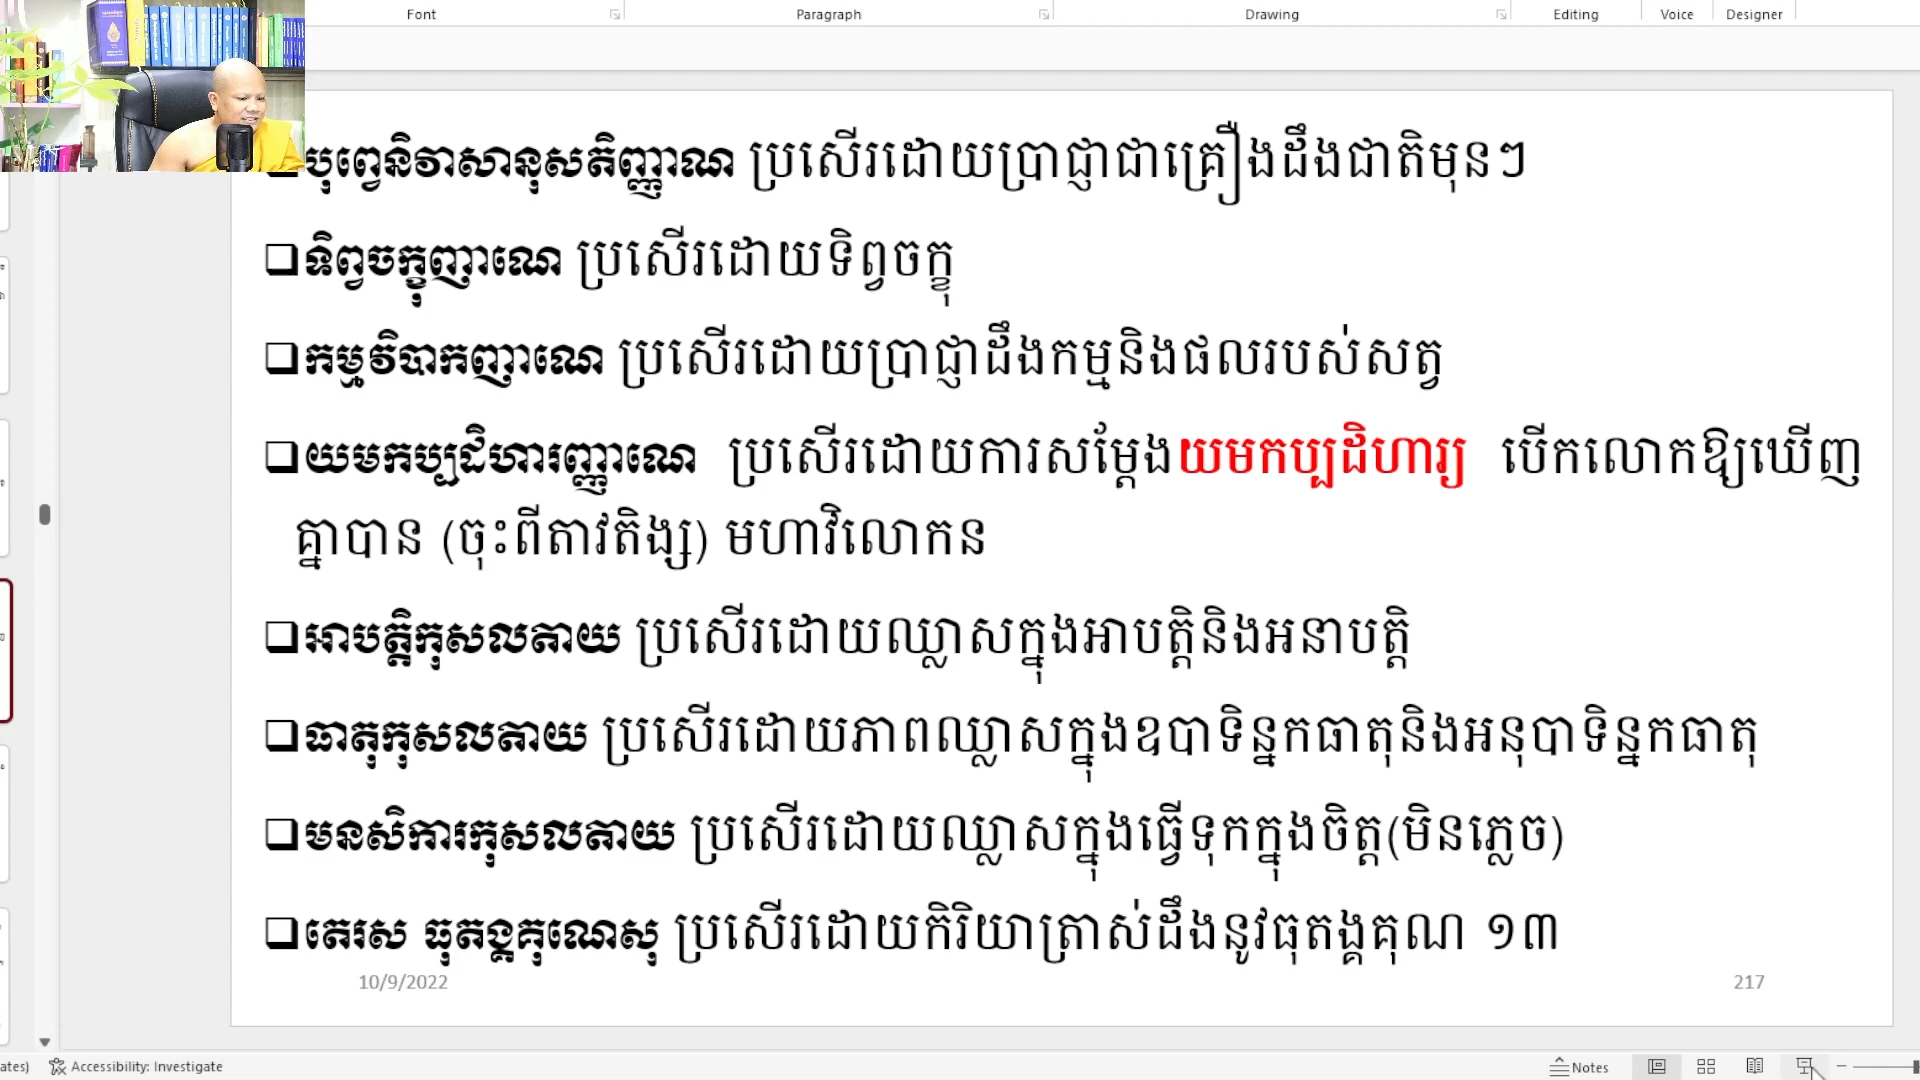 Font Paragraph Drawing Editing Voice Designer
បុព្វេនិវាសានុសតិញ្ញាណ ប្រសើរដោយប្រាជ្ញាជាគ្រឿងដឹងជាតិមុនៗ
❑ទិព្វចក្ខុញាណេ ប្រសើរដោយទិព្វចក្ខុ
❑កម្មវិបាកញាណេ ប្រសើរដោយប្រាជ្ញាដឹងកម្មនិងផលរបស់សត្វ
❑យមកប្បដិហារញ្ញាណេ ប្រសើរដោយការសម្ដែងយមកប្បដិហារ្យ បើកលោកឱ្យឃើញ
គ្នាបាន (ចុះពីតាវតិង្ស) មហាវិលោកន
❑អាបត្តិកុសលតាយ ប្រសើរដោយឈ្លាសក្នុងអាបត្តិនិងអនាបត្តិ
❑ធាតុកុសលតាយ ប្រសើរដោយភាពឈ្លាសក្នុងឧបាទិន្នកធាតុនិងអនុបាទិន្នកធាតុ
❑មនសិការកុសលតាយ ប្រសើរដោយឈ្លាសក្នុងធ្វើទុកក្នុងចិត្ត(មិនភ្លេច)
❑តេរស ធុតង្គគុណេសុ ប្រសើរដោយកិរិយាត្រាស់ដឹងនូវធុតង្គគុណ ១៣
10/9/2022 217
ates) Accessibility: Investigate Notes